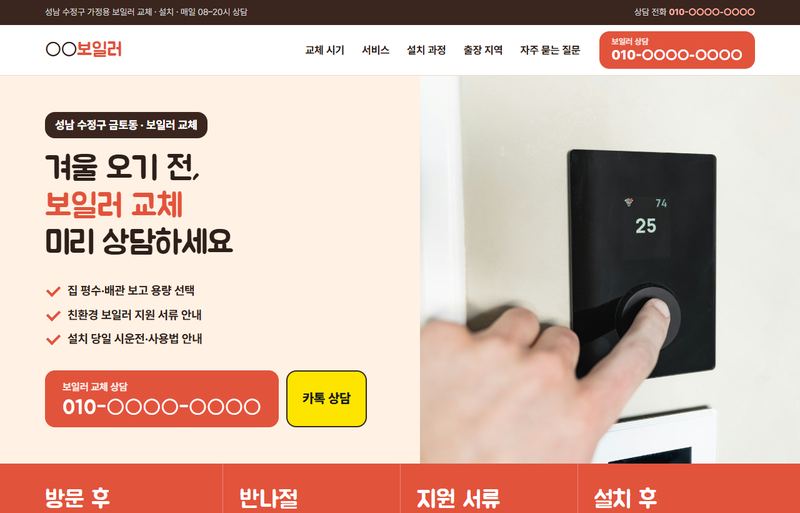 성남 수정구 가정용 보일러 교체 · 설치 · 매일 08–20시 상담
상담 전화 010-○○○○-○○○○
○○보일러
교체 시기 서비스 설치 과정 출장 지역 자주 묻는 질문
보일러 상담
010-○○○○-○○○○
성남 수정구 금토동 · 보일러 교체
겨울 오기 전,
보일러 교체
미리 상담하세요
집 평수·배관 보고 용량 선택
친환경 보일러 지원 서류 안내
설치 당일 시운전·사용법 안내
보일러 교체 상담
010-○○○○-○○○○
카톡 상담
74
25
방문 후 반나절 지원 서류 설치 후